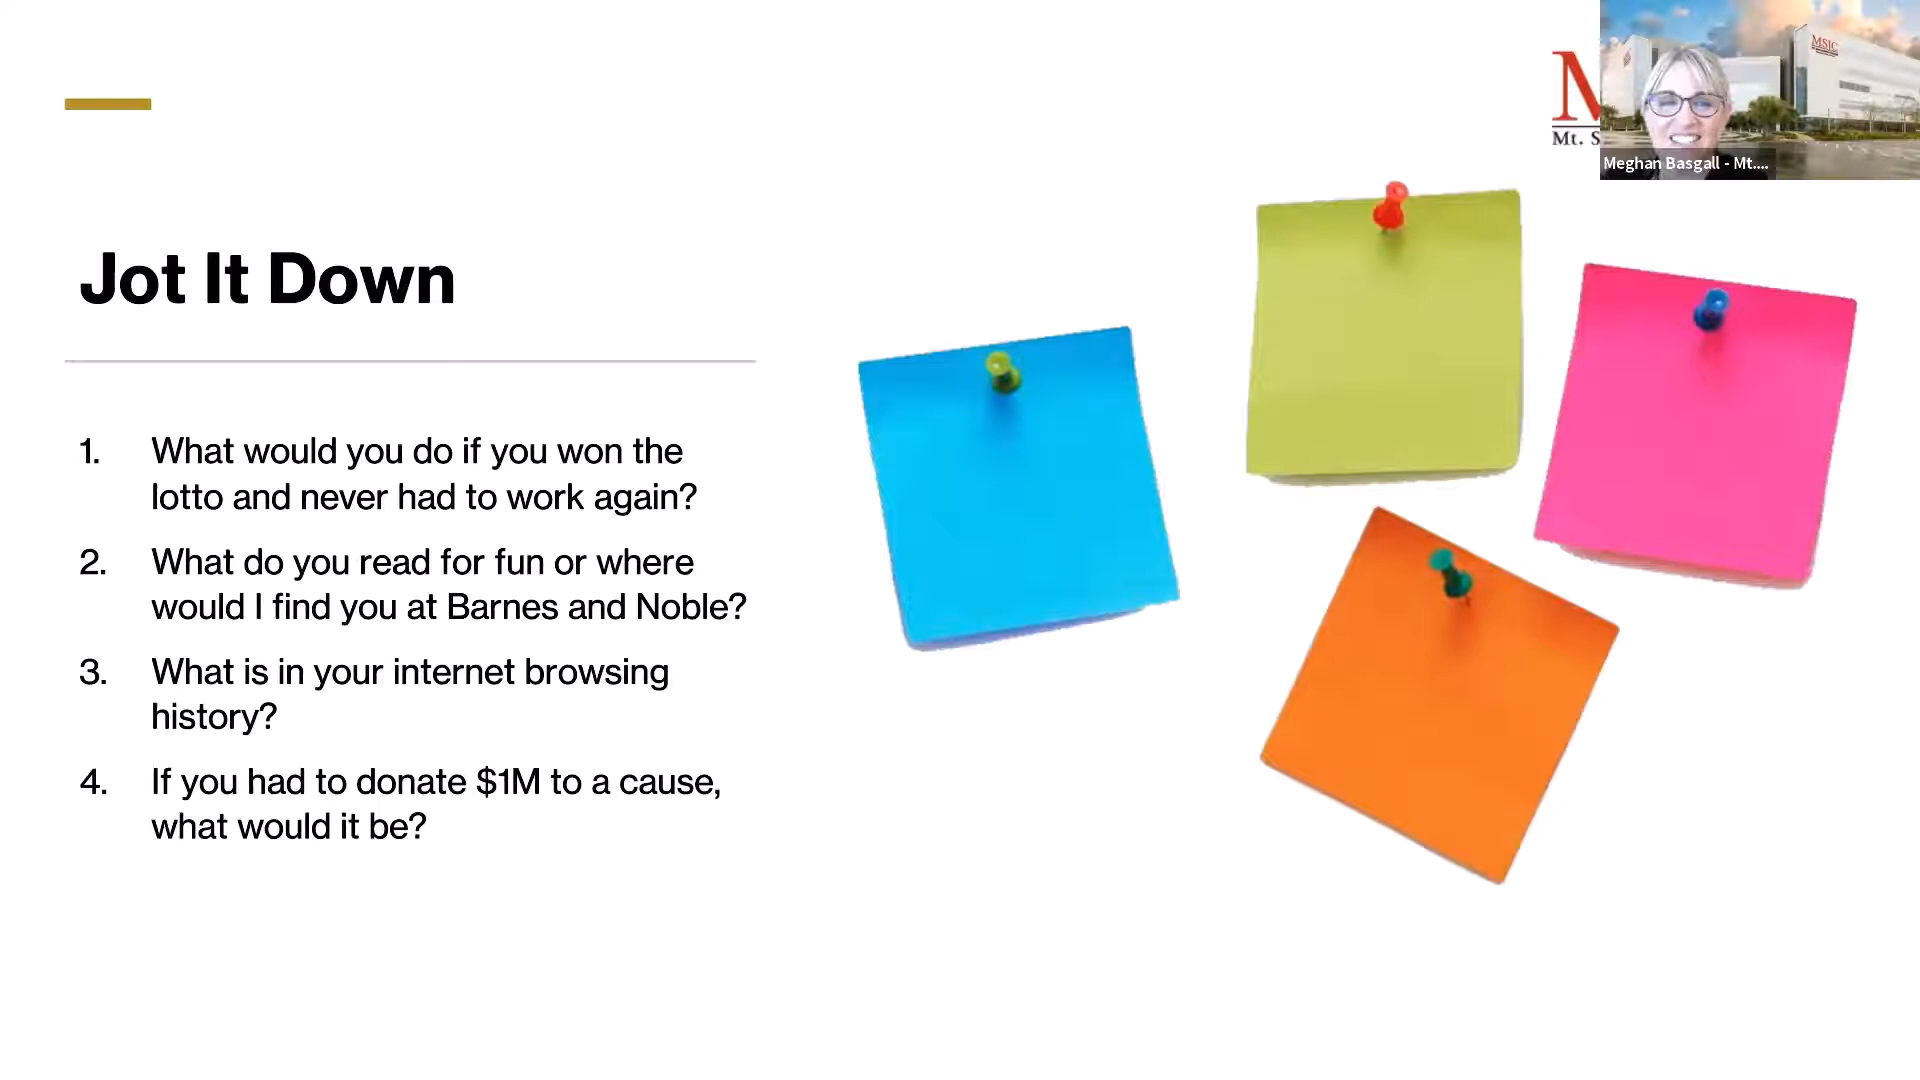 M
Mt. S
MSJC
Meghan Basgall - Mt....
Jot It Down
1. What would you do if you won the
lotto and never had to work again?
2. What do you read for fun or where
would I find you at Barnes and Noble?
3. What is in your internet browsing
history?
4. If you had to donate $1M to a cause,
what would it be?